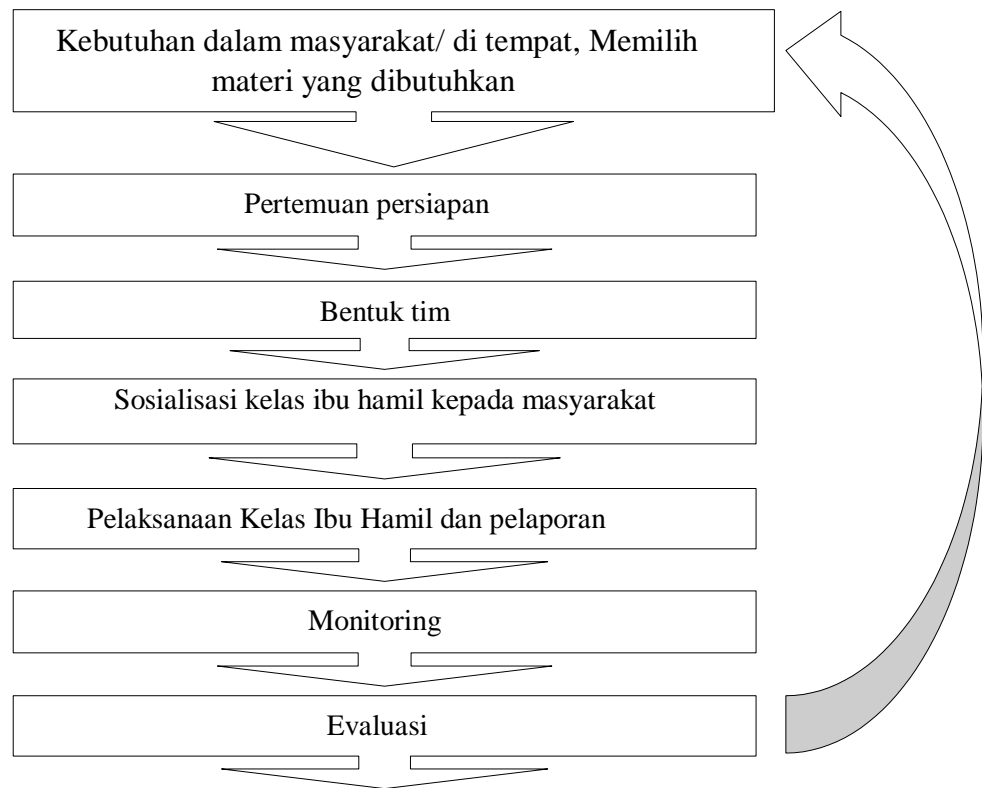 Kebutuhan dalam masyarakat/ di tempat, Memilih
materi yang dibutuhkan
Pertemuan persiapan
Bentuk tim
Sosialisasi kelas ibu hamil kepada masyarakat
Pelaksanaan Kelas Ibu Hamil dan pelaporan
Monitoring
Evaluasi